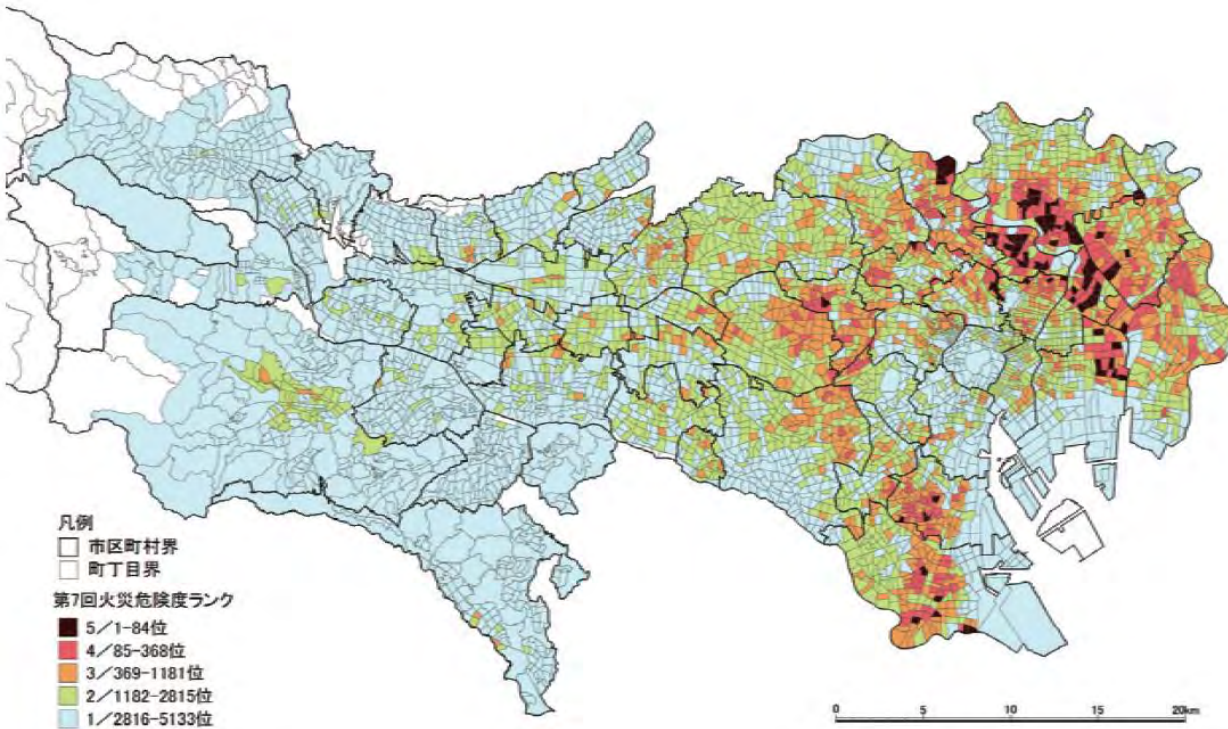 凡例
市区町村界
町丁目界
第7回火災危険度ランク
5／1-84位
4／85-368位
3／369-1181位
2／1182-2815位
1／2816-5133位
0 5 10 15 20km